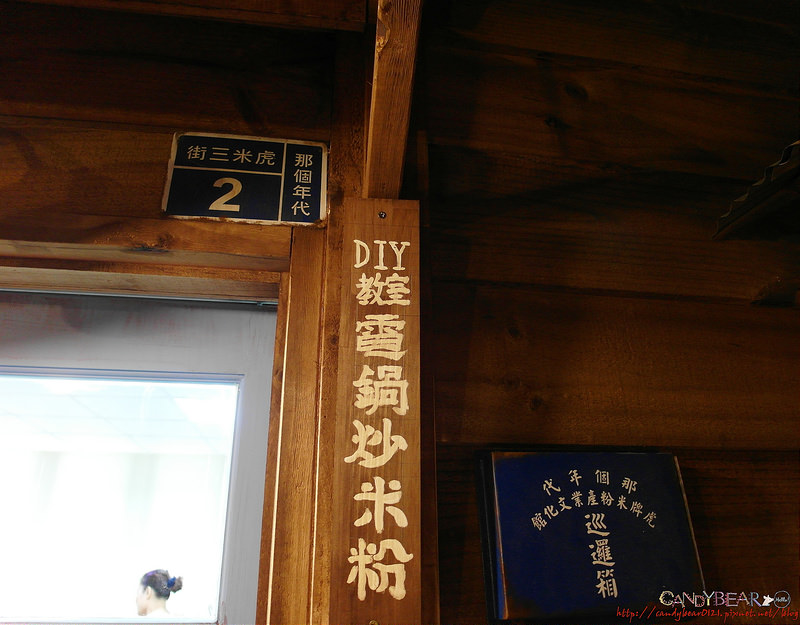 虎米三街
2
那個年代
DIY
教室
電鍋炒米粉
那個年代
虎牌米粉產業文化館
巡邏箱
CANDYBEAR
Hello!
http://candybear0121.pixnet.net/blog